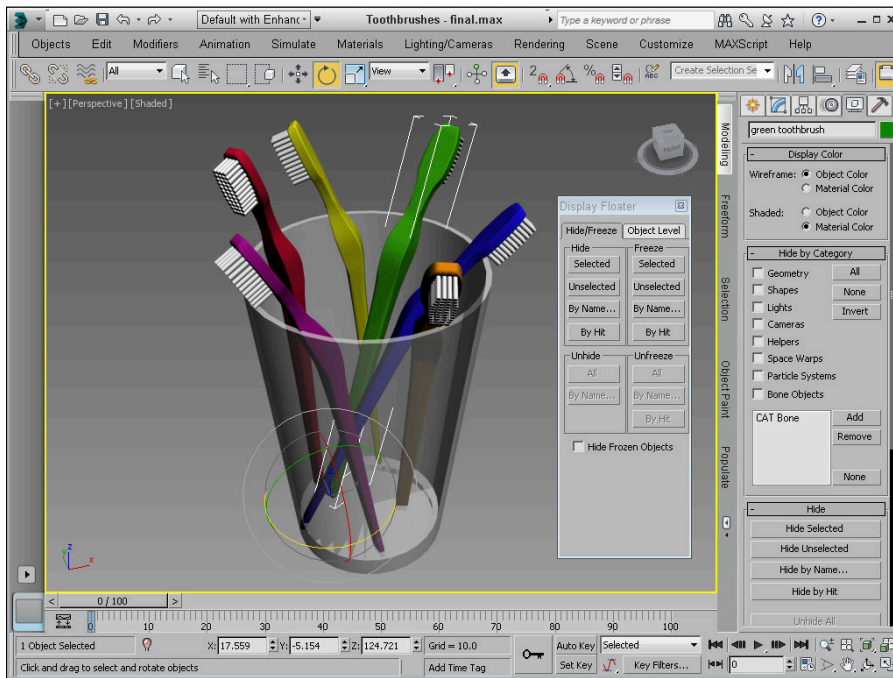 Default with Enhanc
Toothbrushes - final.max
Type a keyword or phrase
Objects Edit Modifiers Animation Simulate Materials Lighting/Cameras Rendering Scene Customize MAXScript Help
All
View
Create Selection Se
[+][Perspective][Shaded]
Modeling
Freeform
Selection
Object Paint
Populate
Display Floater
Hide/Freeze Object Level
Hide Freeze
Selected Selected
Unselected Unselected
By Name... By Name...
By Hit By Hit
Unhide Unfreeze
All All
By Name... By Name...
By Hit
Hide Frozen Objects
green toothbrush
- Display Color
Wireframe: Object Color
Material Color
Shaded: Object Color
Material Color
- Hide by Category
Geometry All
Shapes None
Lights Invert
Cameras
Helpers
Space Warps
Particle Systems
Bone Objects
CAT Bone Add
Remove
None
- Hide
Hide Selected
Hide Unselected
Hide by Name...
Hide by Hit
Unhide All
z
x
< 0 / 100 >
0 10 20 30 40 50 60 70 80 90 100
1 Object Selected X: 17.559 Y: -5.154 Z: 124.721 Grid = 10.0 Auto Key Selected
Click and drag to select and rotate objects Add Time Tag Set Key Key Filters... 0